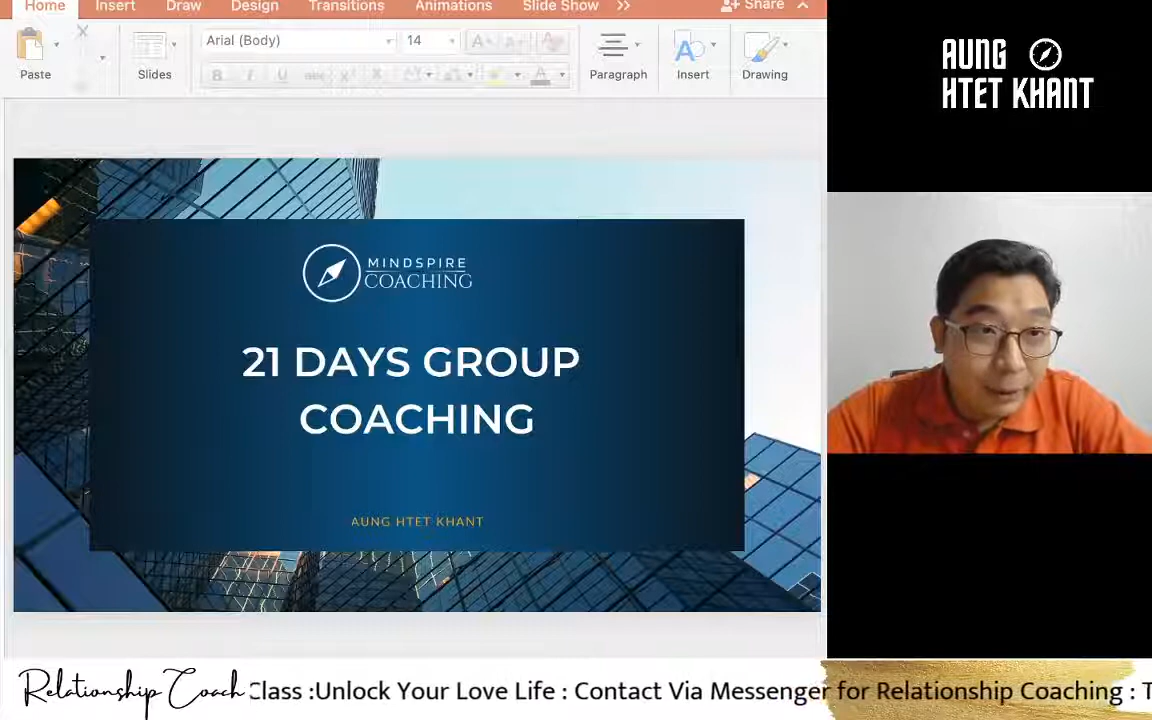 Home Insert Draw Design Transitions Animations Slide Show Share
Arial (Body) 14
Paste Slides Paragraph Insert Drawing
AUNG
HTET KHANT
MINDSPIRE
COACHING
21 DAYS GROUP
COACHING
AUNG HTET KHANT
Relationship Coach Class :Unlock Your Love Life : Contact Via Messenger for Relationship Coaching : T